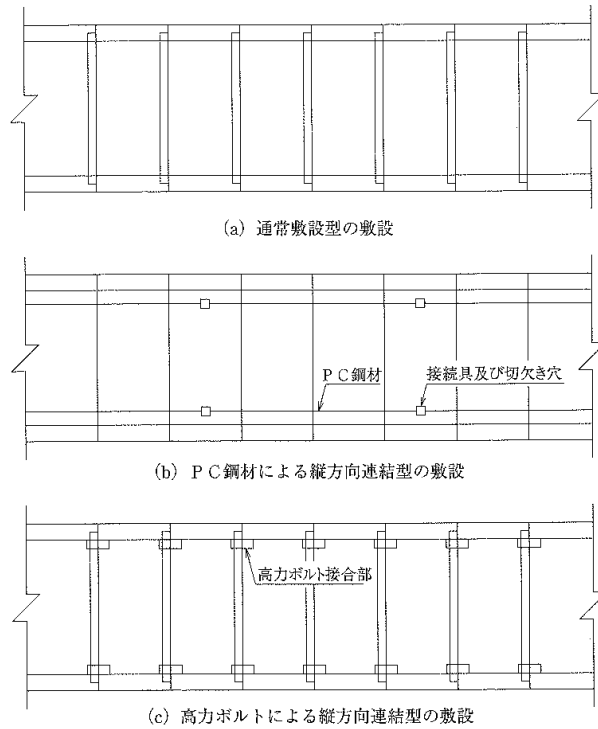 (a) 通常敷設型の敷設
PC鋼材
接続具及び切欠き穴
(b) PC鋼材による縦方向連結型の敷設
高力ボルト接合部
(c) 高力ボルトによる縦方向連結型の敷設